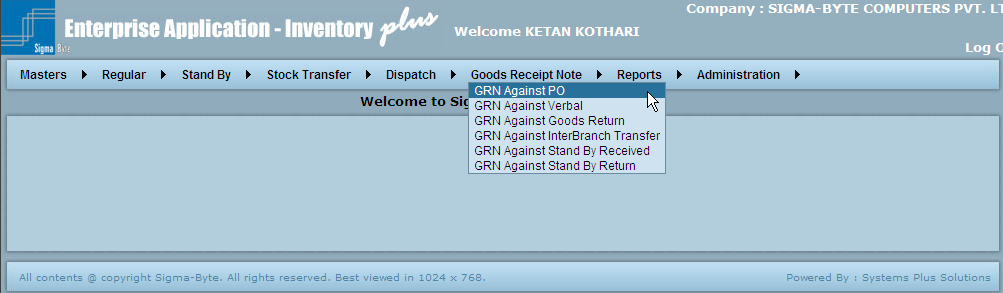 Company : SIGMA-BYTE COMPUTERS PVT. LT
Sigma Byte
Enterprise Application - Inventory plus
Welcome KETAN KOTHARI
Log O
Masters Regular Stand By Stock Transfer Dispatch Goods Receipt Note Reports Administration
Welcome to Sig
GRN Against PO
GRN Against Verbal
GRN Against Goods Return
GRN Against InterBranch Transfer
GRN Against Stand By Received
GRN Against Stand By Return
All contents @ copyright Sigma-Byte. All rights reserved. Best viewed in 1024 x 768.
Powered By : Systems Plus Solutions